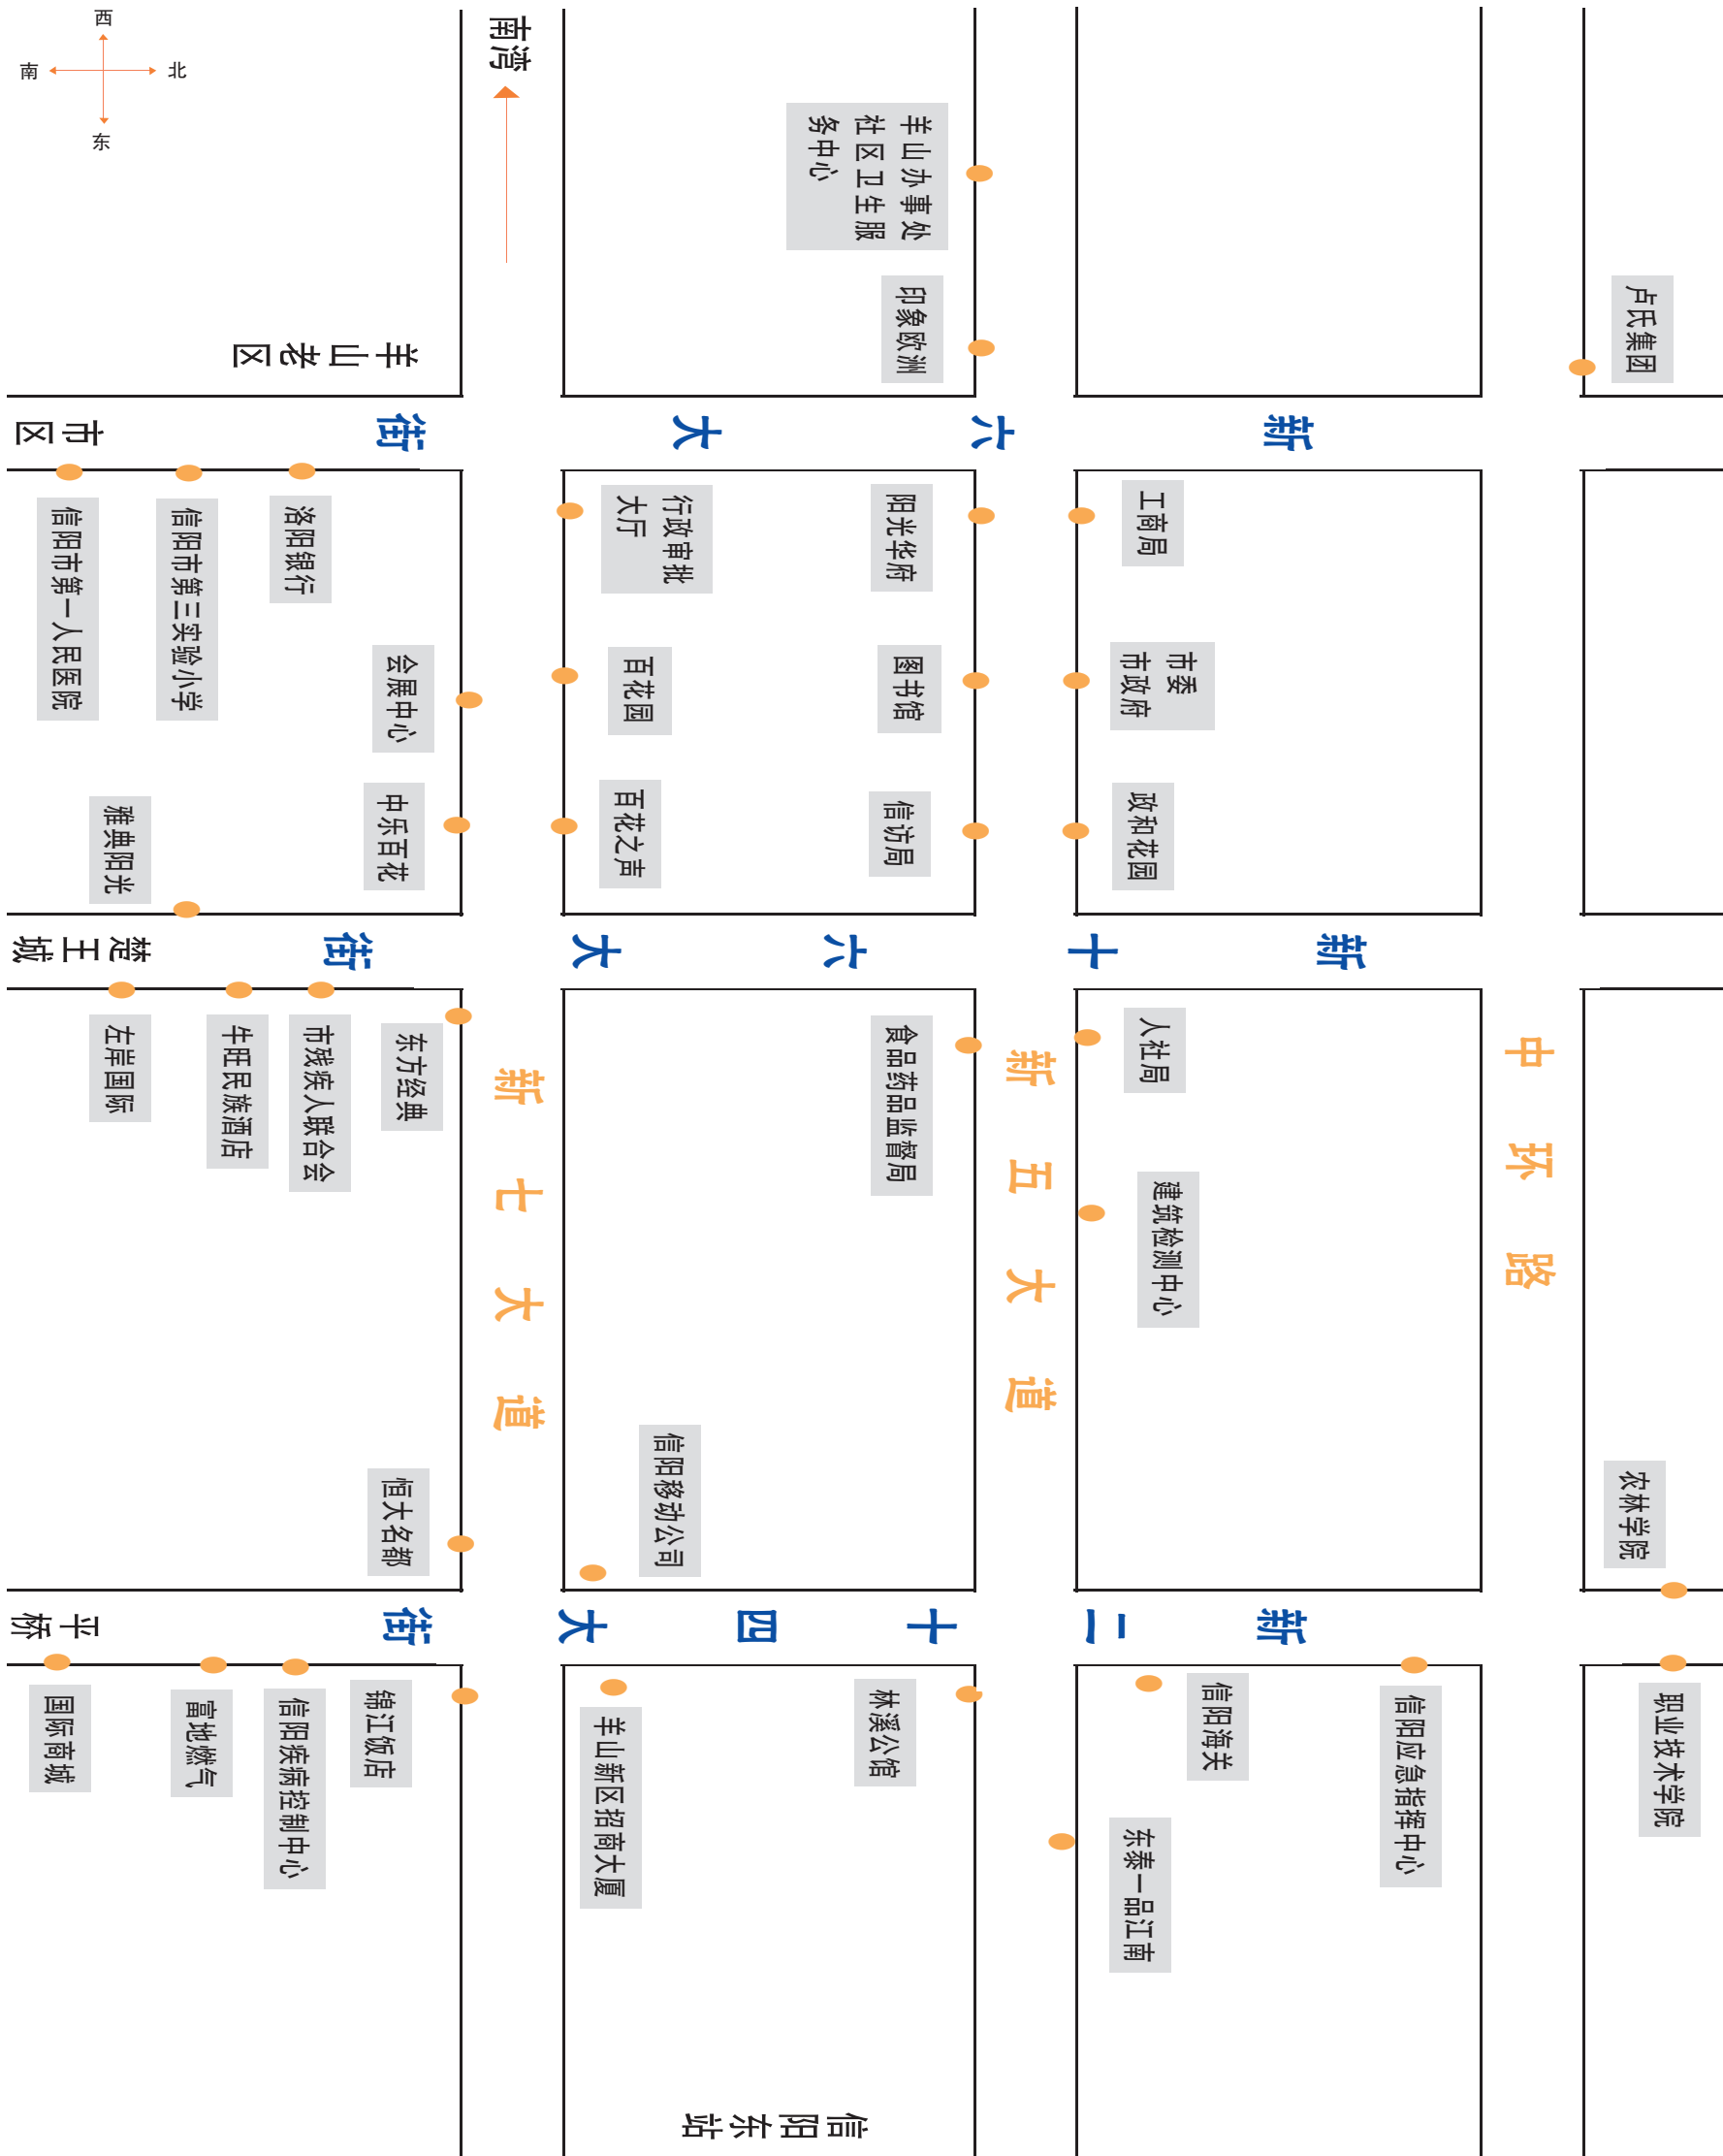 西
南
北
东
南湾
羊山办事处
社区卫生服
务中心
印象欧洲
卢氏集团
羊山老区
市区
新六大街
信阳市第一人民医院
信阳市第三实验小学
洛阳银行
会展中心
中乐百花
雅典阳光
行政审批
大厅
百花园
百花之声
阳光华府
图书馆
信访局
工商局
市委
市政府
政和花园
楚王城
新十六大街
左岸国际
牛旺民族酒店
市残疾人联合会
东方经典
恒大名都
新七大道
食品药品监督局
信阳移动公司
新五大道
人社局
建筑检测中心
中环路
农林学院
平桥
新二十四大街
国际商城
富地燃气
信阳疾病控制中心
锦江饭店
羊山新区招商大厦
林溪公馆
信阳海关
东泰一品江南
信阳应急指挥中心
职业技术学院
信阳东站